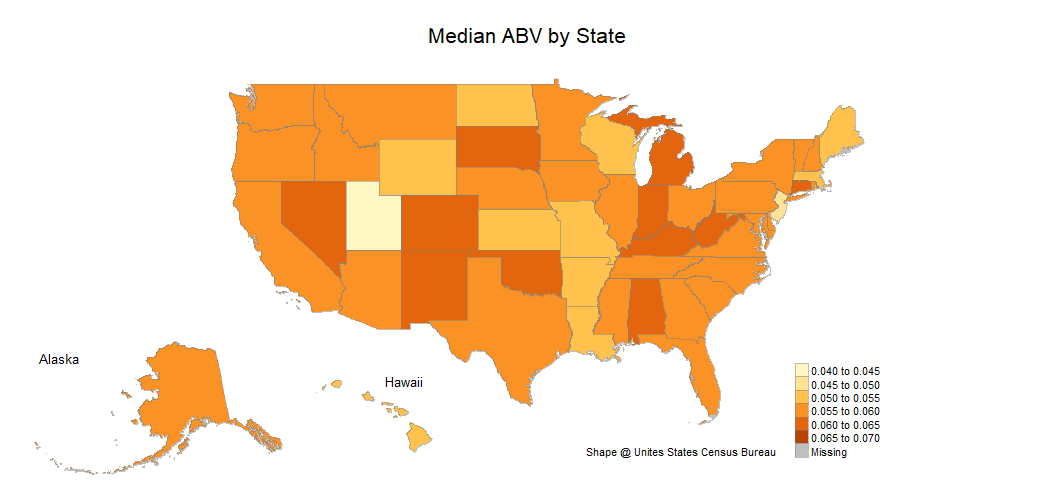 Median ABV by State
Alaska
Hawaii
0.040 to 0.045
0.045 to 0.050
0.050 to 0.055
0.055 to 0.060
0.060 to 0.065
0.065 to 0.070
Missing
Shape @ Unites States Census Bureau